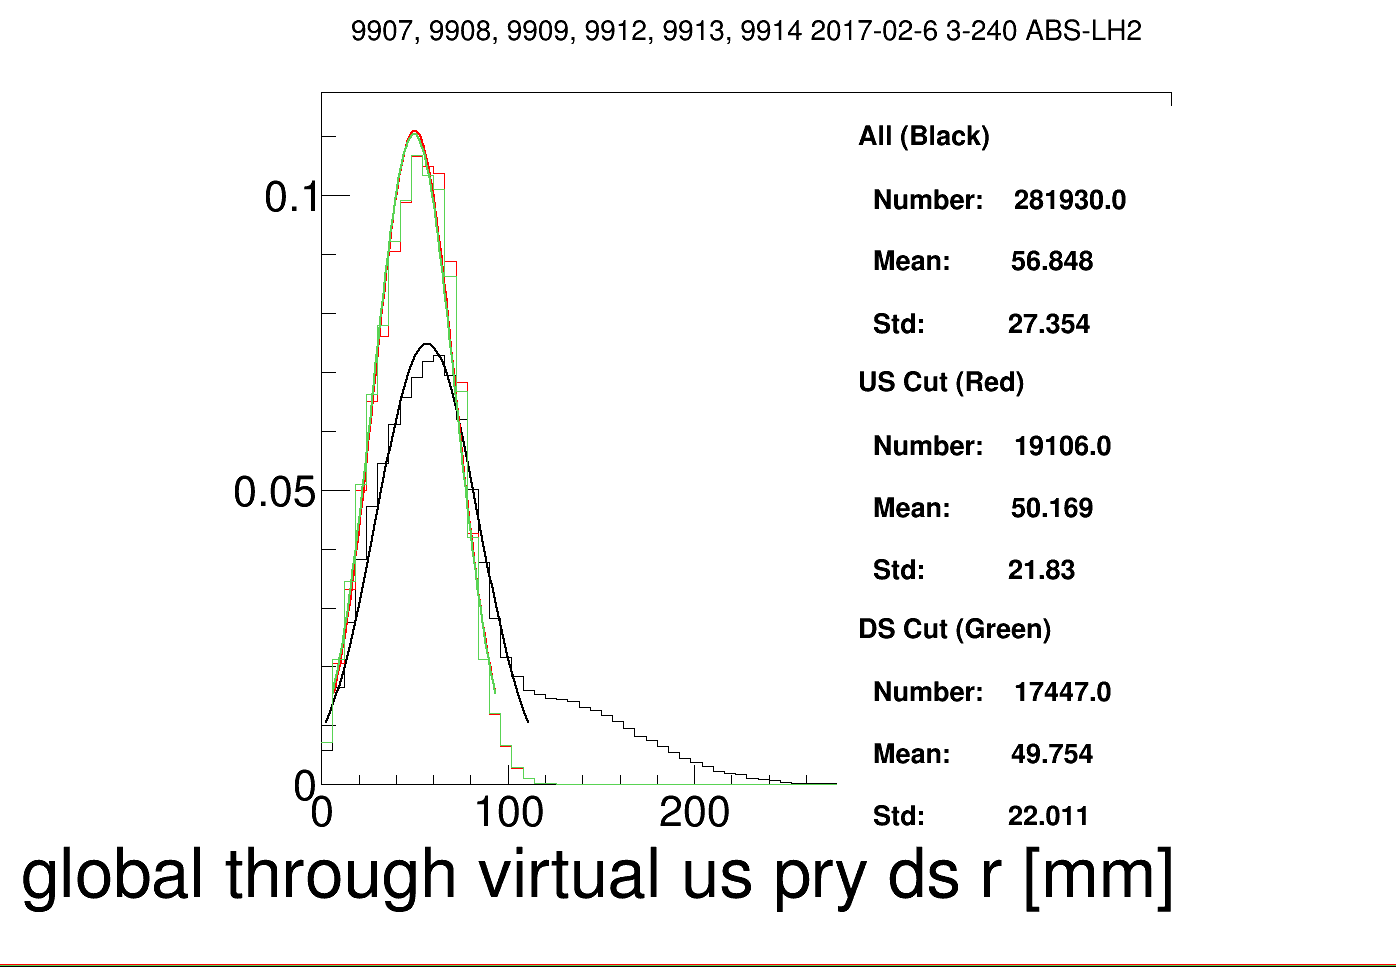 9907, 9908, 9909, 9912, 9913, 9914 2017-02-6 3-240 ABS-LH2
All (Black)
Number: 281930.0
Mean: 56.848
Std: 27.354
US Cut (Red)
Number: 19106.0
Mean: 50.169
Std: 21.83
DS Cut (Green)
Number: 17447.0
Mean: 49.754
Std: 22.011
0.1
0.05
0
0 100 200
global through virtual us pry ds r [mm]